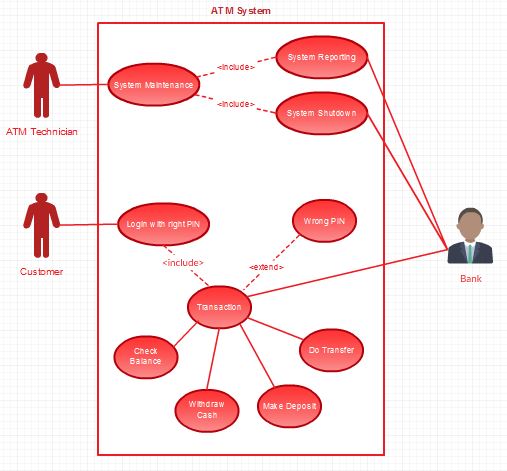 ATM System
System Reporting
<include>
System Maintenance
<include>
System Shutdown
ATM Technician
Login with right PIN
Wrong PIN
<include>
<extend>
Customer
Bank
Transaction
Check
Balance
Do Transfer
Withdraw
Cash
Make Deposit